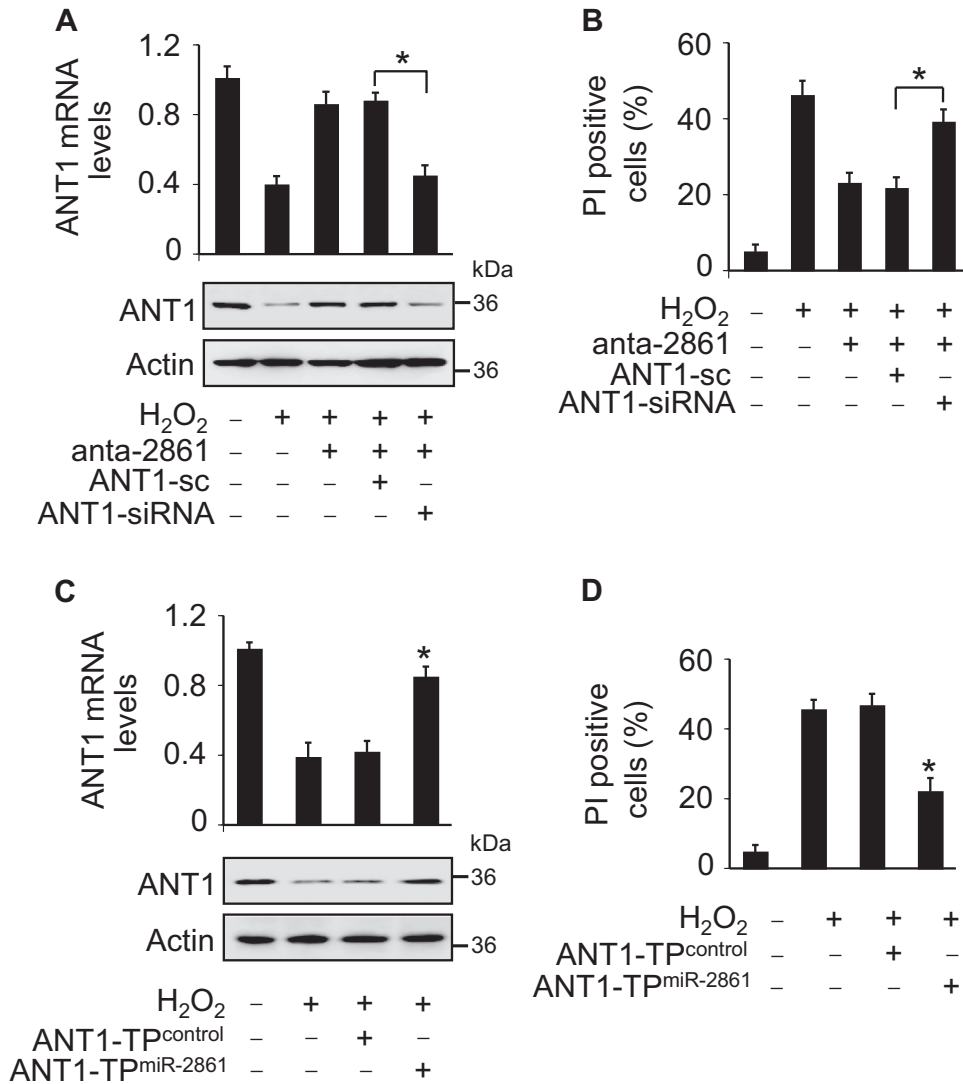 A
1.2
0.8
0.4
0
ANT1 mRNA
levels
*
kDa
ANT1
36
Actin
36
H₂O₂ – + + + +
anta-2861 – – + + +
ANT1-sc – – – + –
ANT1-siRNA – – – – +
B
60
40
20
0
PI positive
cells (%)
*
H₂O₂ – + + + +
anta-2861 – – + + +
ANT1-sc – – – + –
ANT1-siRNA – – – – +
C
1.2
0.8
0.4
0
ANT1 mRNA
levels
*
kDa
ANT1
36
Actin
36
H₂O₂ – + + +
ANT1-TPcontrol – – + –
ANT1-TPmiR-2861 – – – +
D
60
40
20
0
PI positive
cells (%)
*
H₂O₂ – + + +
ANT1-TPcontrol – – + –
ANT1-TPmiR-2861 – – – +